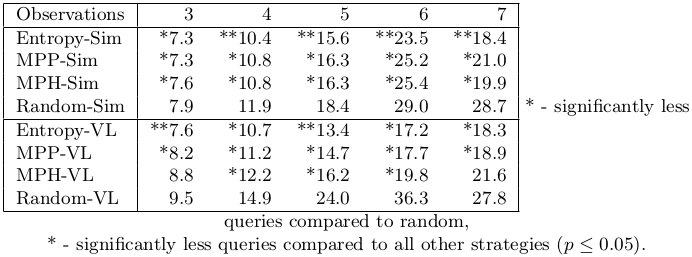 Observations 3 4 5 6 7
Entropy-Sim *7.3 **10.4 **15.6 **23.5 **18.4
MPP-Sim *7.3 *10.8 *16.3 *25.2 *21.0
MPH-Sim *7.6 *10.8 *16.3 *25.4 *19.9
Random-Sim 7.9 11.9 18.4 29.0 28.7 * - significantly less
Entropy-VL **7.6 *10.7 **13.4 *17.2 *18.3
MPP-VL *8.2 *11.2 *14.7 *17.7 *18.9
MPH-VL 8.8 *12.2 *16.2 *19.8 21.6
Random-VL 9.5 14.9 24.0 36.3 27.8
queries compared to random,
* - significantly less queries compared to all other strategies (p ≤ 0.05).